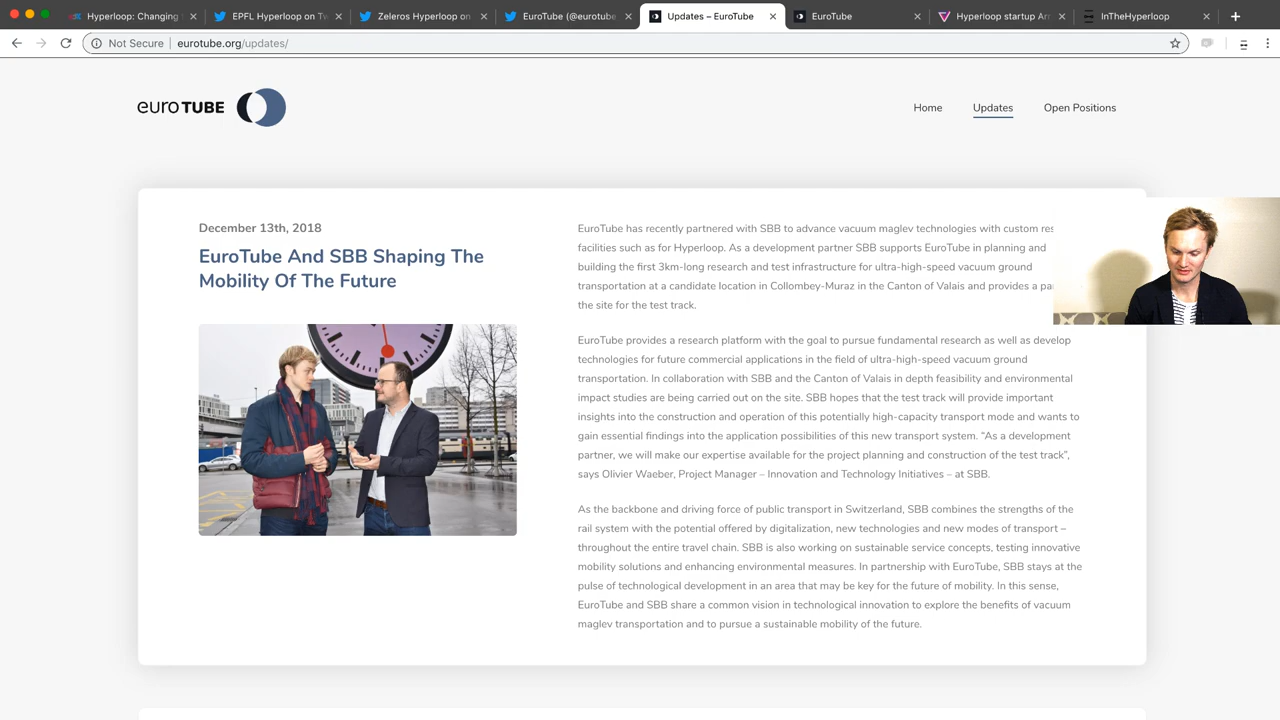 Hyperloop: Changing
EPFL Hyperloop on Tw
Zeleros Hyperloop on
EuroTube (@eurotube
Updates – EuroTube
EuroTube
Hyperloop startup Arr
InTheHyperloop
Not Secure eurotube.org/updates/
euro TUBE
Home
Updates
Open Positions
December 13th, 2018
EuroTube And SBB Shaping The
Mobility Of The Future
EuroTube has recently partnered with SBB to advance vacuum maglev technologies with custom res
facilities such as for Hyperloop. As a development partner SBB supports EuroTube in planning and
building the first 3km-long research and test infrastructure for ultra-high-speed vacuum ground
transportation at a candidate location in Collombey-Muraz in the Canton of Valais and provides a pa
the site for the test track.
EuroTube provides a research platform with the goal to pursue fundamental research as well as develop
technologies for future commercial applications in the field of ultra-high-speed vacuum ground
transportation. In collaboration with SBB and the Canton of Valais in depth feasibility and environmental
impact studies are being carried out on the site. SBB hopes that the test track will provide important
insights into the construction and operation of this potentially high-capacity transport mode and wants to
gain essential findings into the application possibilities of this new transport system. “As a development
partner, we will make our expertise available for the project planning and construction of the test track”,
says Olivier Waeber, Project Manager – Innovation and Technology Initiatives – at SBB.
As the backbone and driving force of public transport in Switzerland, SBB combines the strengths of the
rail system with the potential offered by digitalization, new technologies and new modes of transport –
throughout the entire travel chain. SBB is also working on sustainable service concepts, testing innovative
mobility solutions and enhancing environmental measures. In partnership with EuroTube, SBB stays at the
pulse of technological development in an area that may be key for the future of mobility. In this sense,
EuroTube and SBB share a common vision in technological innovation to explore the benefits of vacuum
maglev transportation and to pursue a sustainable mobility of the future.